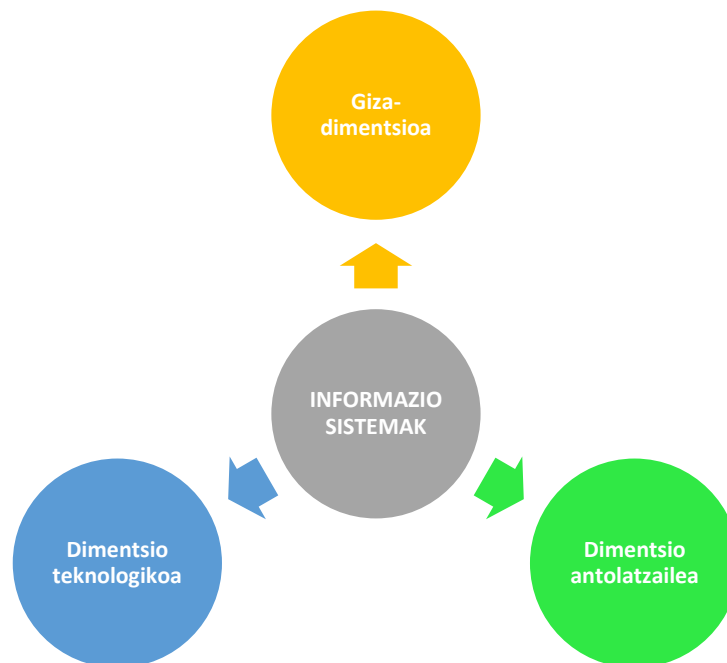 Giza-
dimentsioa
INFORMAZIO
SISTEMAK
Dimentsio
teknologikoa
Dimentsio
antolatzailea